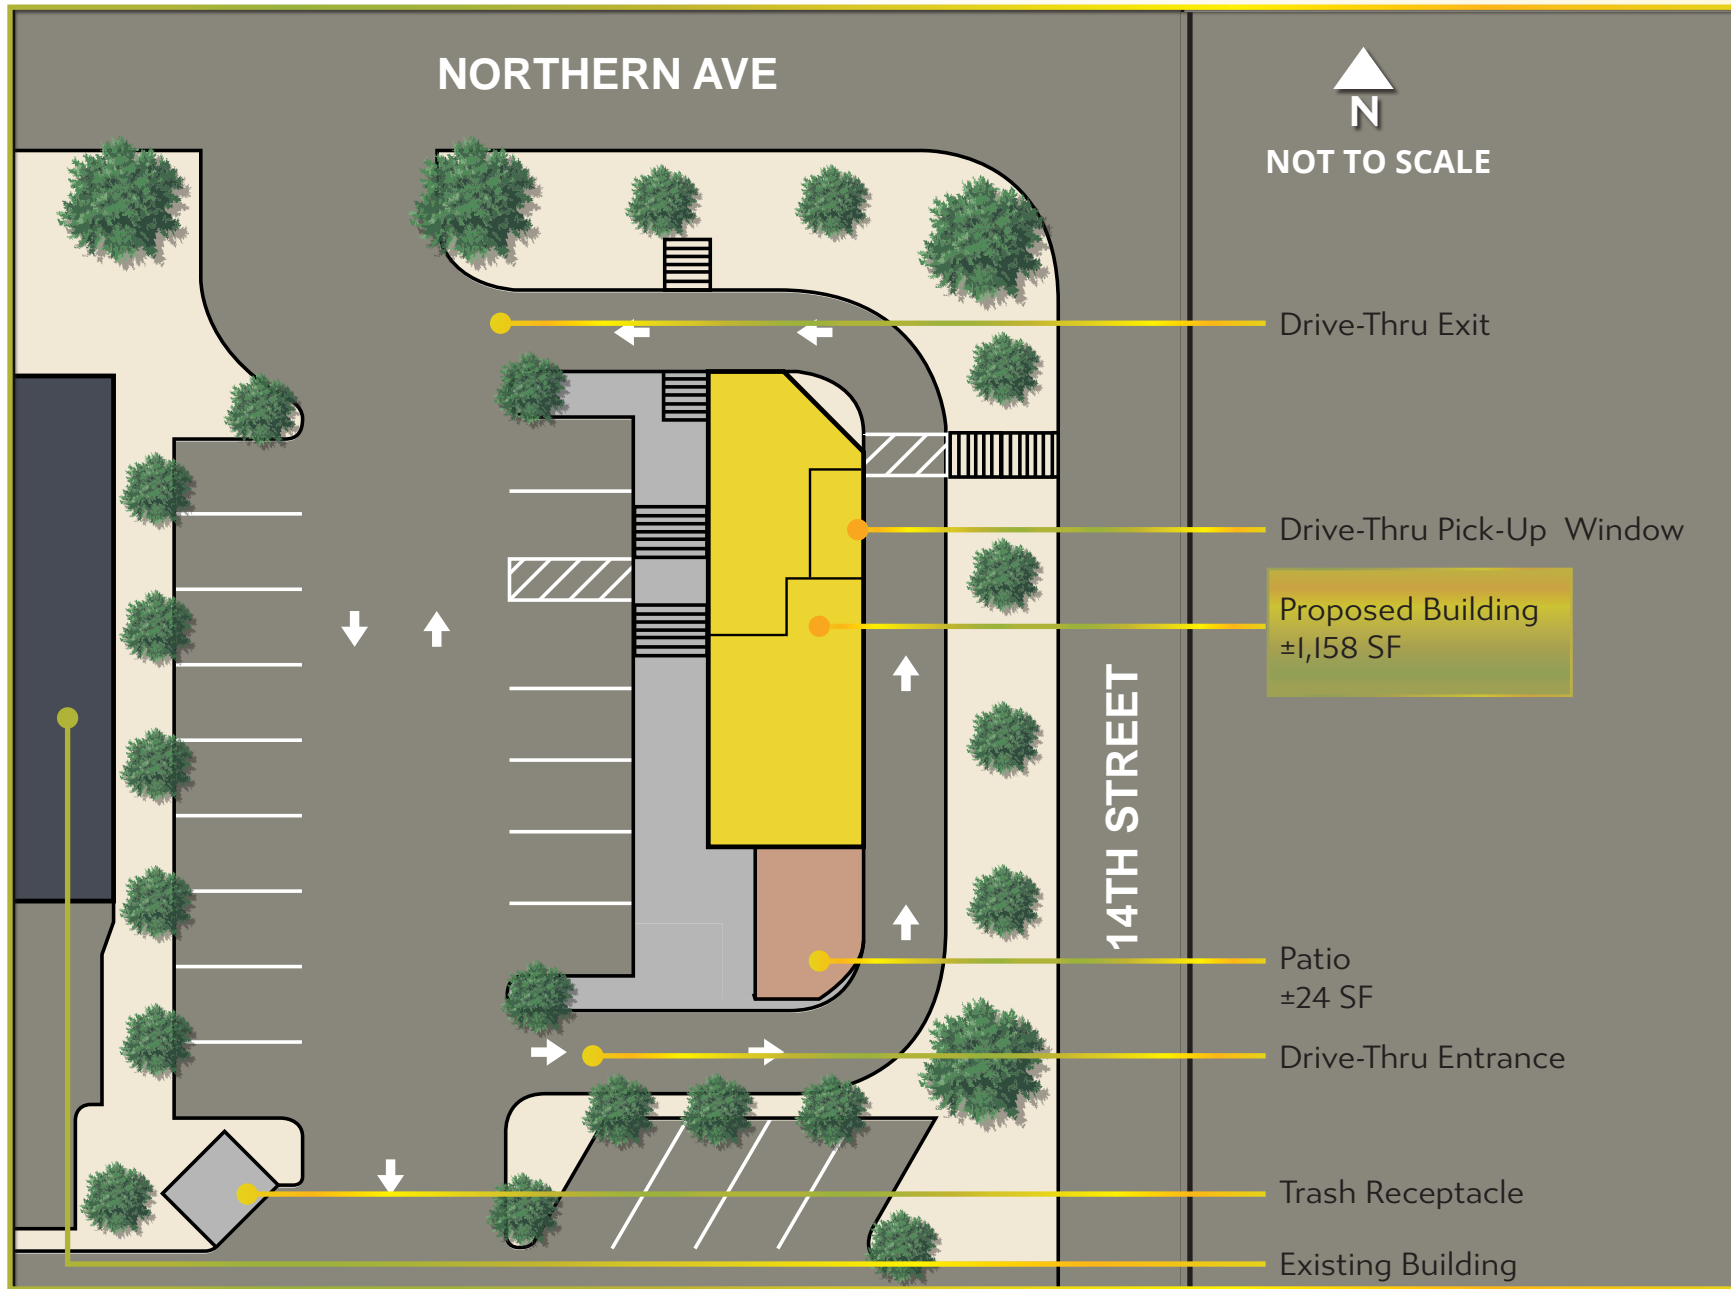 NORTHERN AVE
N
NOT TO SCALE
Drive-Thru Exit
Drive-Thru Pick-Up Window
Proposed Building
±1,158 SF
14TH STREET
Patio
±24 SF
Drive-Thru Entrance
Trash Receptacle
Existing Building